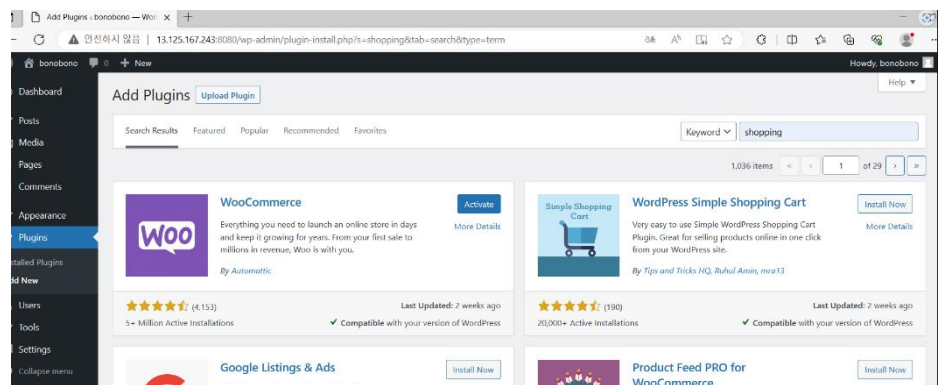 Add Plugins ‹ bonobono — Wor
안전하지 않음 | 13.125.167.243:8080/wp-admin/plugin-install.php?s=shopping&tab=search&type=term
bonobono 0 + New Howdy, bonobono
Help ▼
Dashboard
Posts
Media
Pages
Comments
Appearance
Plugins
Add New
Users
Tools
Settings
Collapse menu
Add Plugins Upload Plugin
Search Results Featured Popular Recommended Favorites Keyword shopping
1,036 items « ‹ 1 of 29 › »
WooCommerce
Activate
More Details
Everything you need to launch an online store in days
and keep it growing for years. From your first sale to
millions in revenue, Woo is with you.
By Automattic
WOO
(4,153)
5+ Million Active Installations
Last Updated: 2 weeks ago
✓ Compatible with your version of WordPress
Simple Shopping
Cart
WordPress Simple Shopping Cart
Install Now
More Details
Very easy to use Simple WordPress Shopping Cart
Plugin. Great for selling products online in one click
from your WordPress site.
By Tips and Tricks HQ, Ruhul Amin, mra13
(190)
20,000+ Active Installations
Last Updated: 2 weeks ago
✓ Compatible with your version of WordPress
Google Listings & Ads
Install Now
Product Feed PRO for
WooCommerce
Install Now